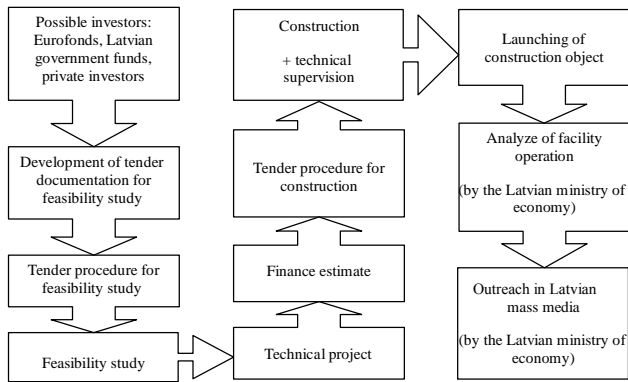 Possible investors:
Eurofonds, Latvian
government funds,
private investors
Development of tender
documentation for
feasibility study
Tender procedure for
feasibility study
Feasibility study
Technical project
Finance estimate
Tender procedure for
construction
Construction
+ technical
supervision
Launching of
construction object
Analyze of facility
operation
(by the Latvian ministry of
economy)
Outreach in Latvian
mass media
(by the Latvian ministry of
economy)